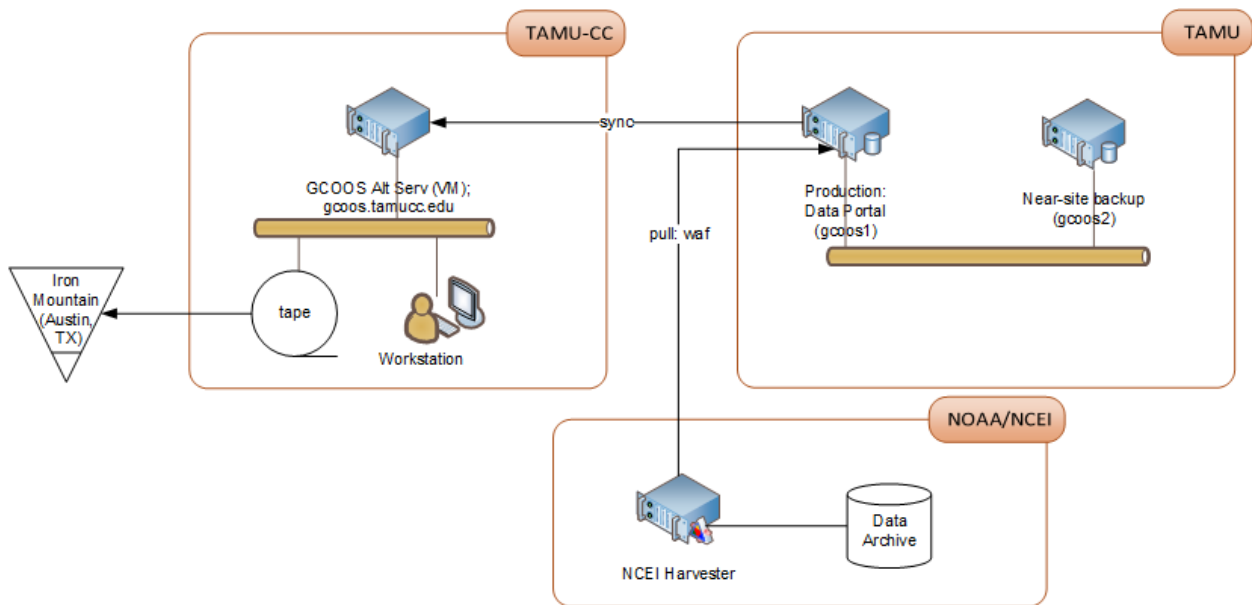 TAMU-CC
TAMU
sync
GCOOS Alt Serv (VM);
gcoos.tamucc.edu
Production:
Data Portal
(gcoos1)
Near-site backup
(gcoos2)
pull: waf
Iron
Mountain
(Austin,
TX)
tape
Workstation
NOAA/NCEI
Data
Archive
NCEI Harvester